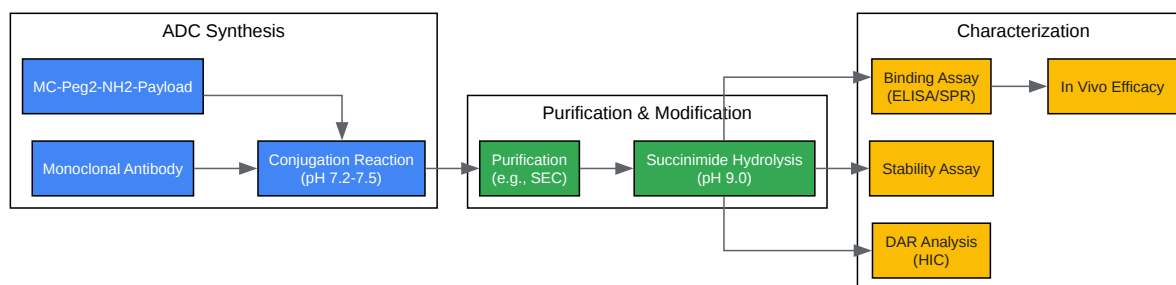 ADC Synthesis
MC-Peg2-NH2-Payload
Monoclonal Antibody
Conjugation Reaction
(pH 7.2-7.5)
Purification & Modification
Purification
(e.g., SEC)
Succinimide Hydrolysis
(pH 9.0)
Characterization
Binding Assay
(ELISA/SPR)
In Vivo Efficacy
Stability Assay
DAR Analysis
(HIC)